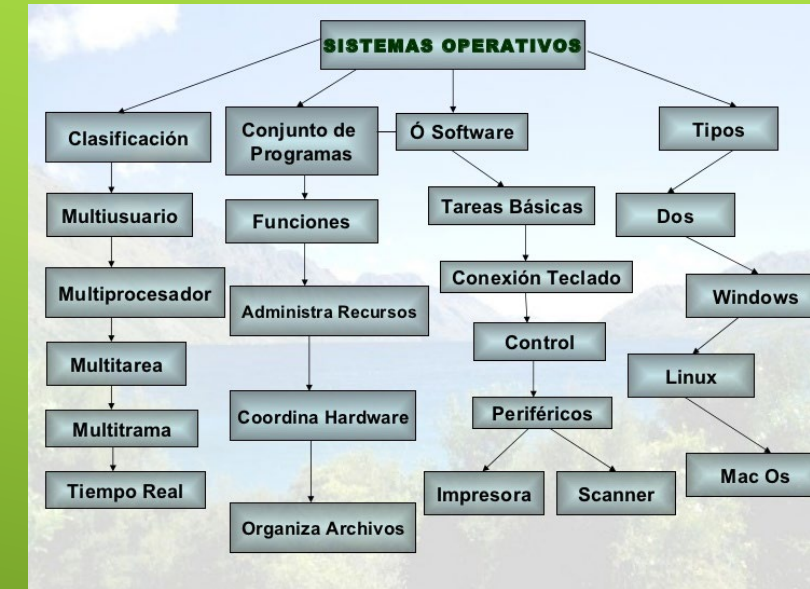 SISTEMAS OPERATIVOS
Clasificación
Multiusuario
Multiprocesador
Multitarea
Multitrama
Tiempo Real
Conjunto de
Programas
Funciones
Administra Recursos
Coordina Hardware
Organiza Archivos
Ó Software
Tareas Básicas
Conexión Teclado
Control
Periféricos
Impresora
Scanner
Tipos
Dos
Windows
Linux
Mac Os